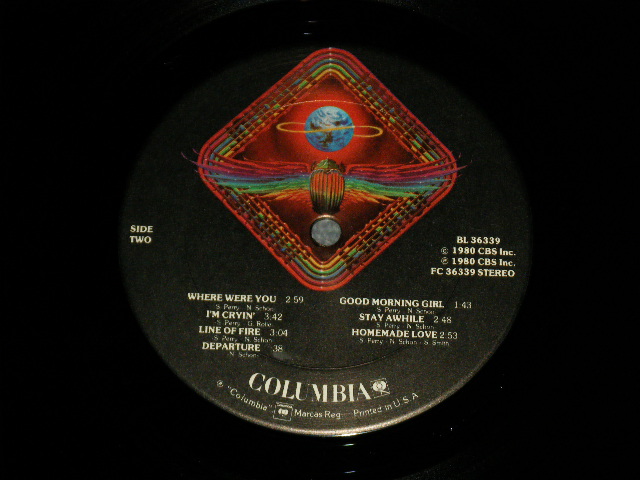 SIDE
TWO
BL 36339
© 1980 CBS Inc.
℗ 1980 CBS Inc.
FC 36339 STEREO
WHERE WERE YOU 2 59
S. Perry - N. Schon
I'M CRYIN' 3:42
S. Perry - G. Rolie
LINE OF FIRE 3:04
S. Perry - N. Schon
DEPARTURE :38
N. Schon
GOOD MORNING GIRL 1:43
S. Perry - N. Schon
STAY AWHILE 2 48
S. Perry - N. Schon
HOMEMADE LOVE 2 53
S. Perry - N. Schon - S. Smith
COLUMBIA
® "Columbia" Marcas Reg. Printed in U.S.A